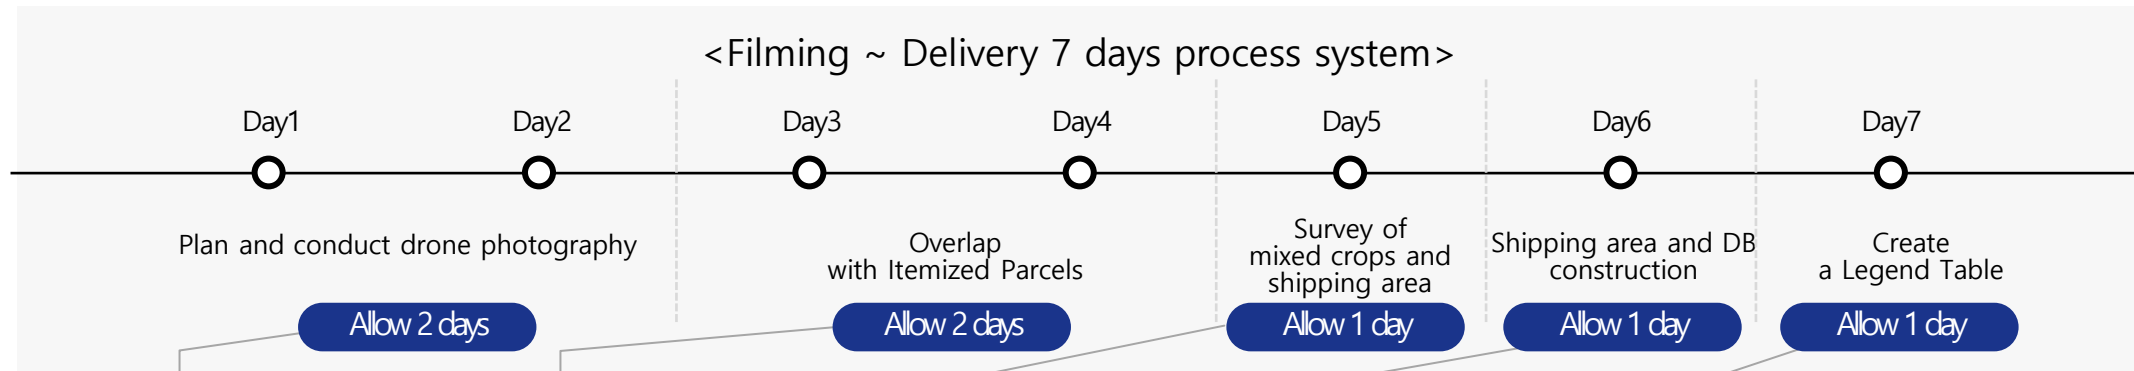 <Filming ~ Delivery 7 days process system>
Day1
Day2
Day3
Day4
Day5
Day6
Day7
Plan and conduct drone photography
Overlap
with Itemized Parcels
Survey of
mixed crops and
shipping area
Shipping area and DB
construction
Create
a Legend Table
Allow 2 days
Allow 2 days
Allow 1 day
Allow 1 day
Allow 1 day